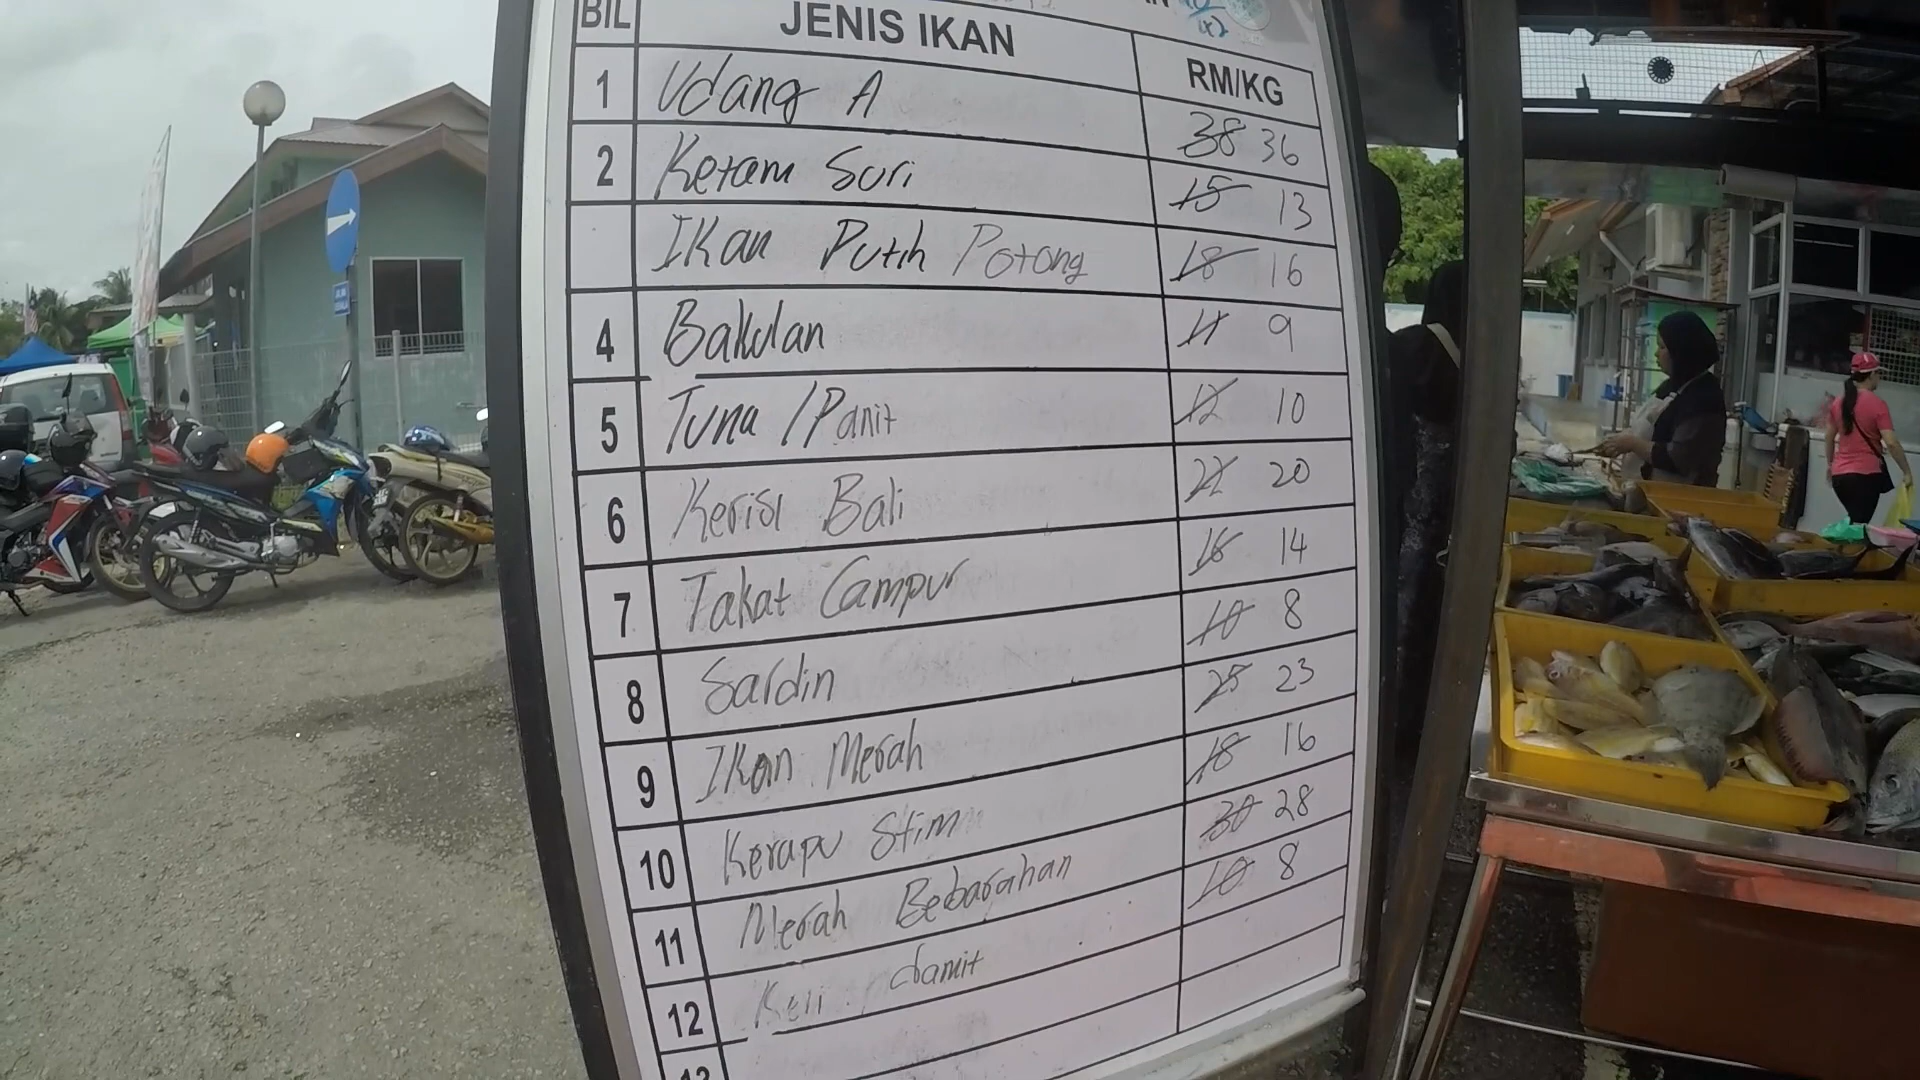 BIL JENIS IKAN RM/KG
1 Udang A 38 36
2 Ketam Suri 15 13
Ikan Putih Potong 18 16
4 Bakulan 11 9
5 Tuna / Panit 12 10
6 Kerisi Bali 22 20
7 Takat Campur 16 14
8 Sardin 10 8
9 Ikan Merah 25 23
10 Kerapu Stim 18 16
11 Merah Bebarahan 30 28
12 Keli damit 10 8
13